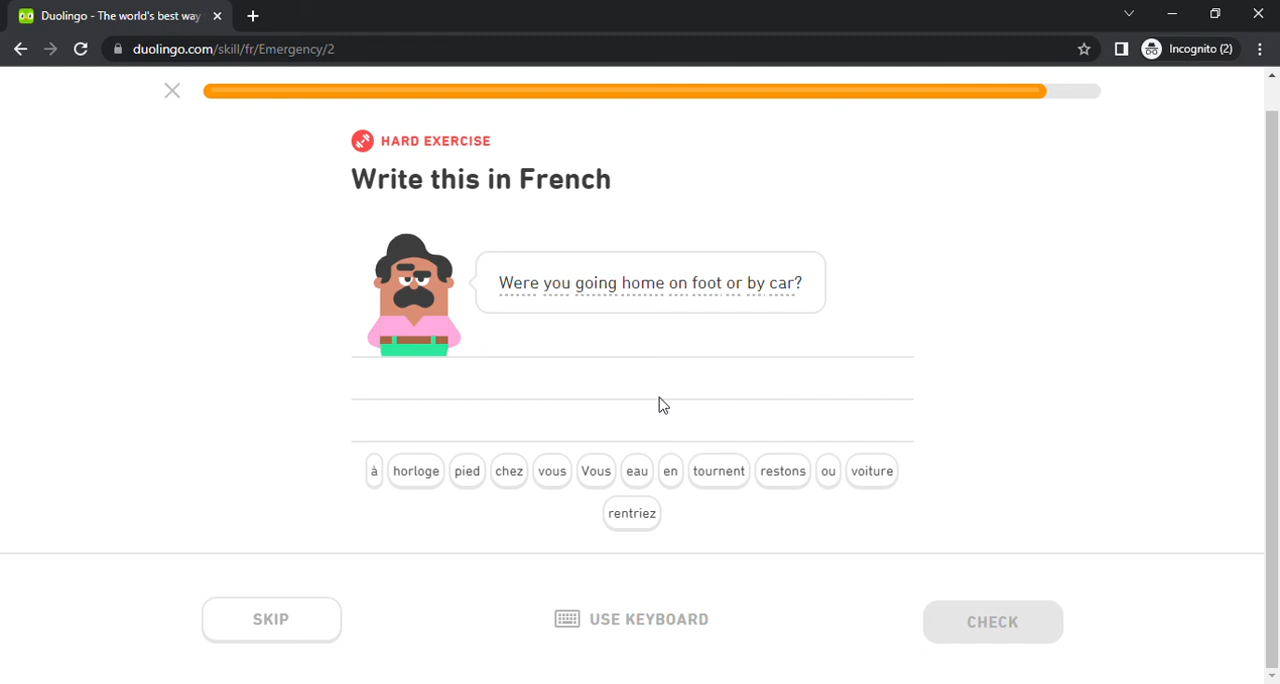 Duolingo - The world's best way
duolingo.com/skill/fr/Emergency/2
Incognito (2)
HARD EXERCISE
Write this in French
Were you going home on foot or by car?
à horloge pied chez vous Vous eau en tournent restons ou voiture
rentriez
SKIP USE KEYBOARD CHECK